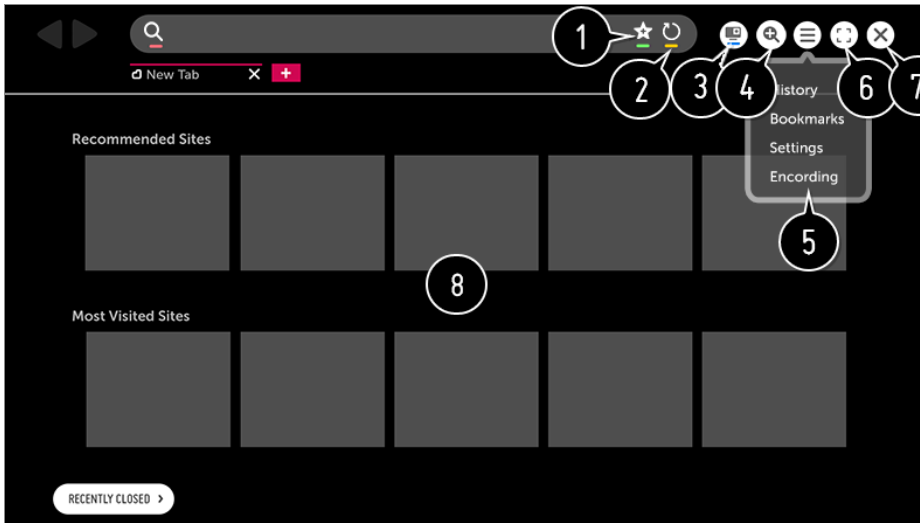 1
New Tab
2
3
4
6
7
History
Bookmarks
Settings
Encording
5
Recommended Sites
8
Most Visited Sites
RECENTLY CLOSED >